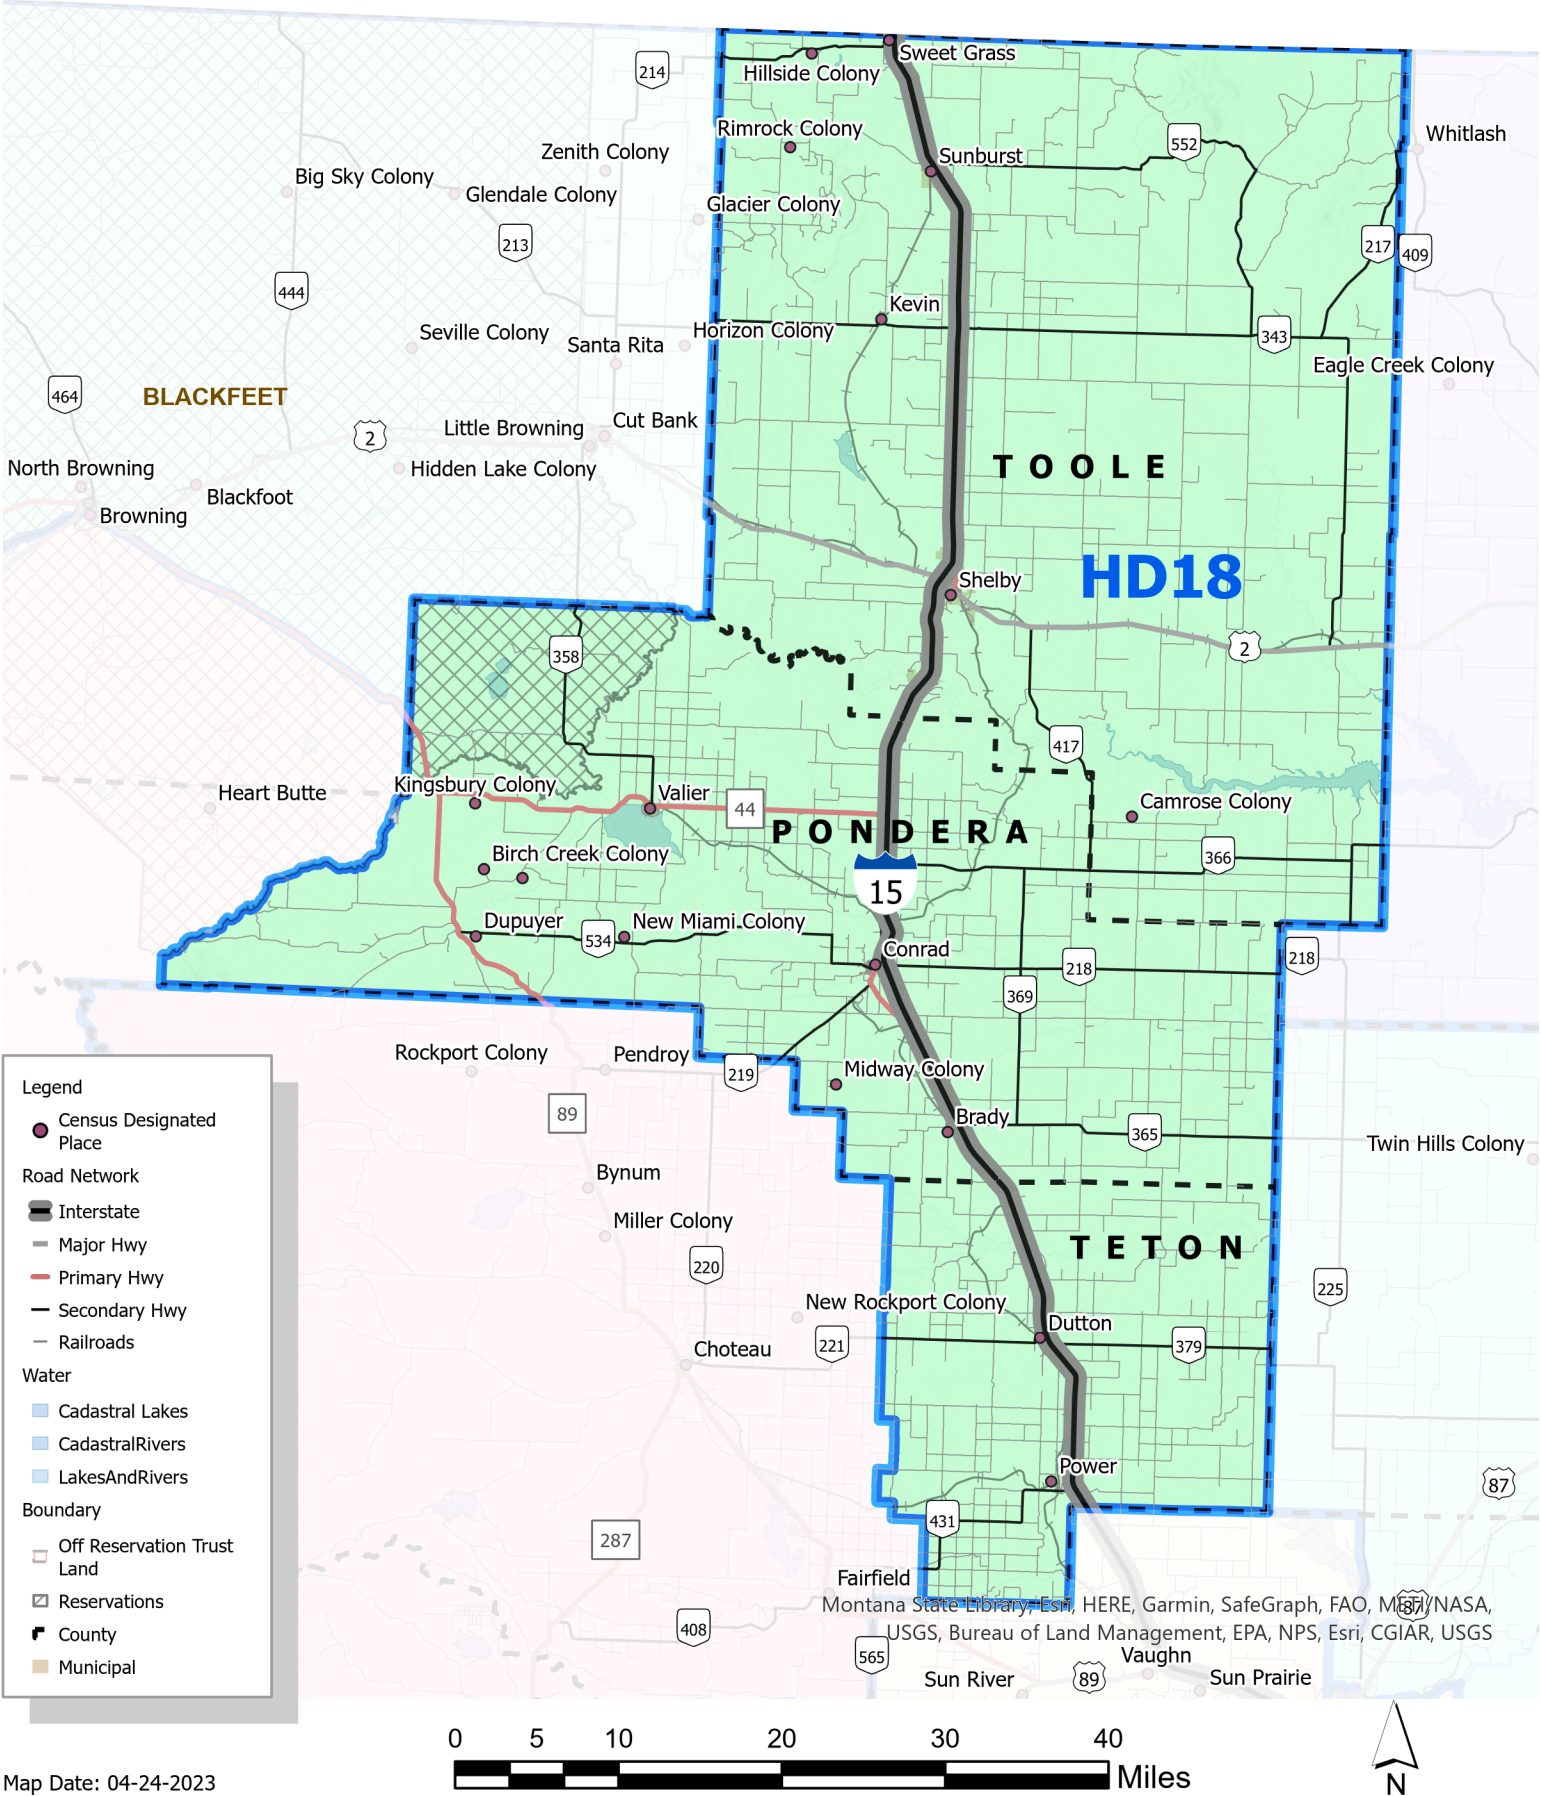 Sweet Grass
214
Hillside Colony
Rimrock Colony
Whitlash
552
Zenith Colony
Sunburst
Big Sky Colony
Glendale Colony
Glacier Colony
213
217
409
444
Kevin
Seville Colony
Santa Rita
Horizon Colony
343
Eagle Creek Colony
464
BLACKFEET
Cut Bank
2
Little Browning
North Browning
Hidden Lake Colony
TOOLE
Blackfoot
Browning
HD18
Shelby
358
2
417
Heart Butte
Kingsbury Colony
Valier
44
Camrose Colony
PONDERA
Birch Creek Colony
366
15
Dupuyer
534
New Miami Colony
Conrad
218
218
369
Rockport Colony
Pendroy
219
Midway Colony
89
Brady
365
Twin Hills Colony
Bynum
Miller Colony
220
TETON
225
New Rockport Colony
Dutton
221
379
Choteau
Power
87
431
287
Fairfield
87
Montana State Library, Esri, HERE, Garmin, SafeGraph, FAO, METI/NASA,
USGS, Bureau of Land Management, EPA, NPS, Esri, CGIAR, USGS
408
565
Vaughn
Sun River
89
Sun Prairie
Legend
Census Designated
Place
Road Network
Interstate
Major Hwy
Primary Hwy
Secondary Hwy
Railroads
Water
Cadastral Lakes
CadastralRivers
LakesAndRivers
Boundary
Off Reservation Trust
Land
Reservations
County
Municipal
0 5 10 20 30 40
Miles
N
Map Date: 04-24-2023